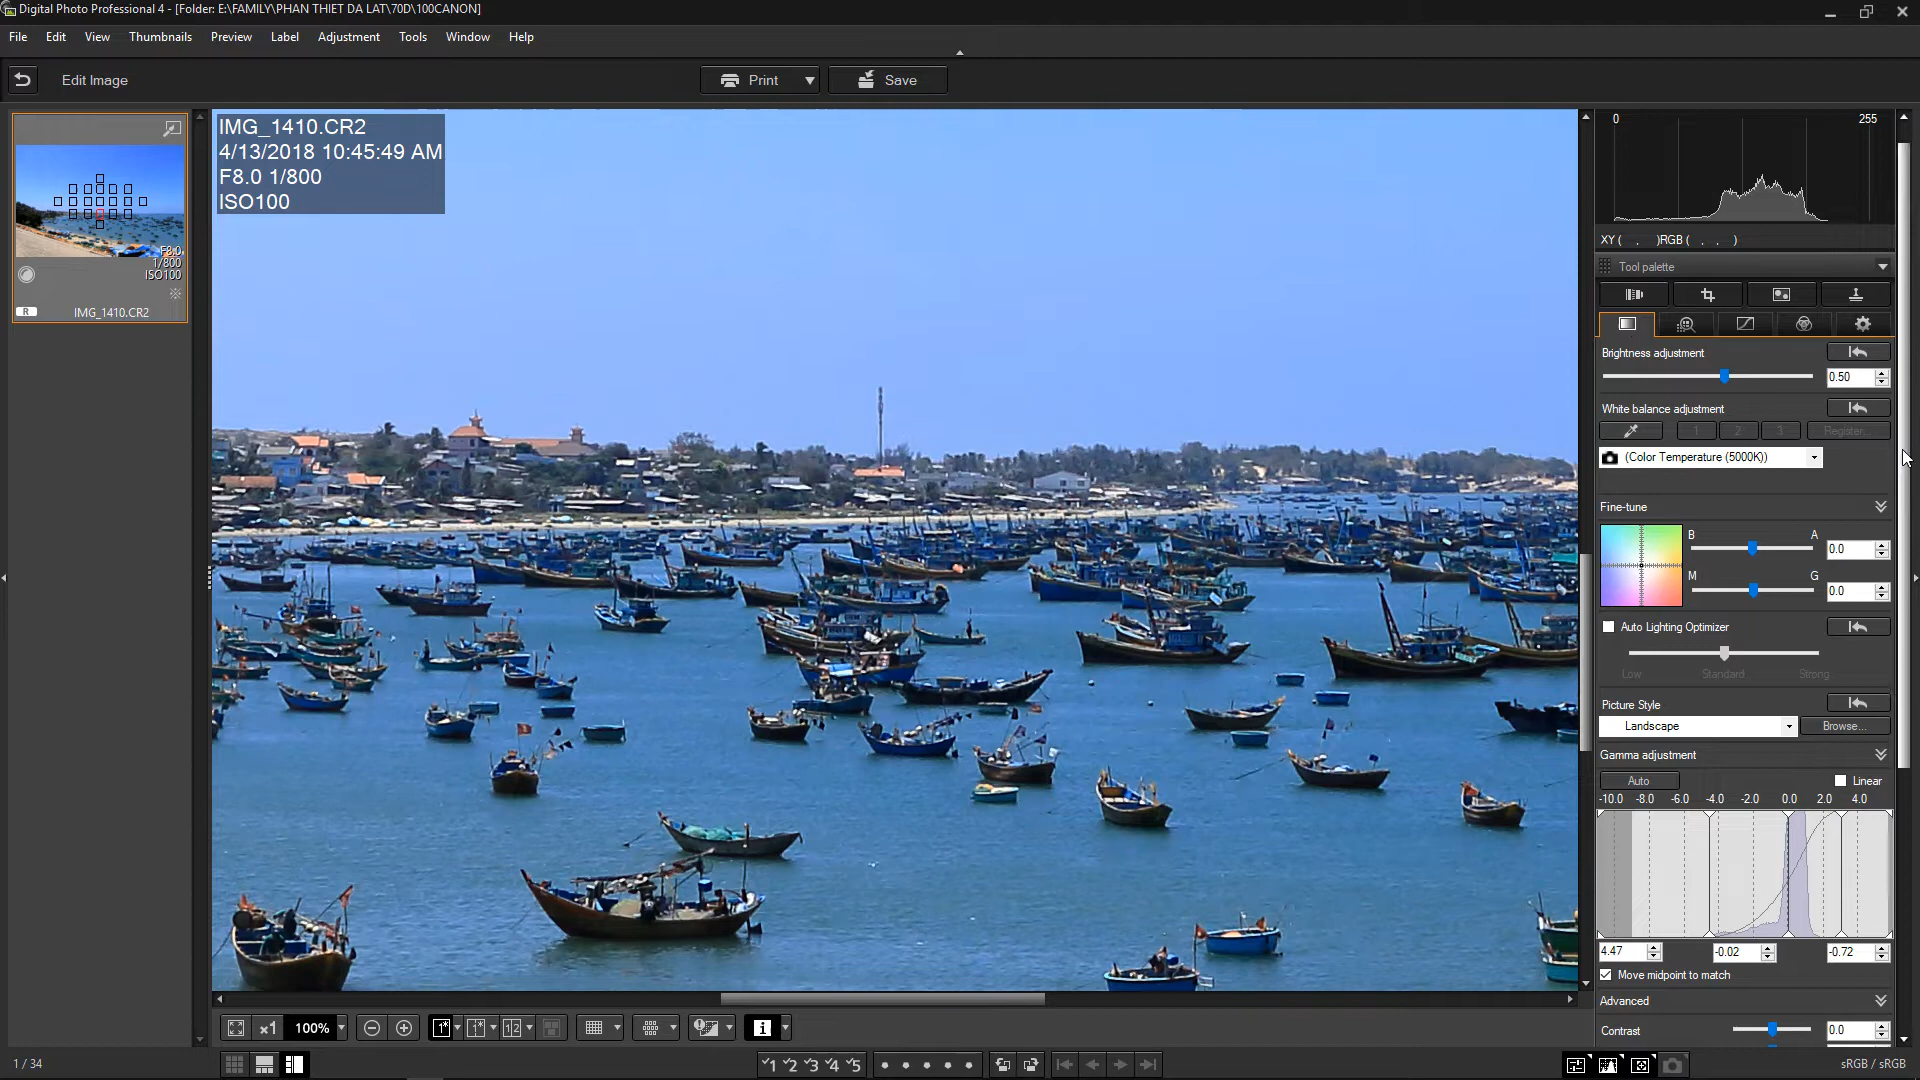 Digital Photo Professional 4 - [Folder: E:\FAMILY\PHAN THIET DA LAT\70D\100CANON]
File Edit View Thumbnails Preview Label Adjustment Tools Window Help
Edit Image
Print
Save
F8.0
1/800
ISO100
R IMG_1410.CR2
IMG_1410.CR2
4/13/2018 10:45:49 AM
F8.0 1/800
ISO100
0 255
XY ( , )RGB ( , , )
Tool palette
Brightness adjustment
0.50
White balance adjustment
1 2 3 Register...
(Color Temperature (5000K))
Fine-tune
B A
0.0
M G
0.0
Auto Lighting Optimizer
Low Standard Strong
Picture Style
Landscape Browse...
Gamma adjustment
Auto Linear
-10.0 -8.0 -6.0 -4.0 -2.0 0.0 2.0 4.0
4.47 -0.02 -0.72
Move midpoint to match
Advanced
Contrast 0.0
x1 100%
1 / 34
1 2 3 4 5
sRGB / sRGB